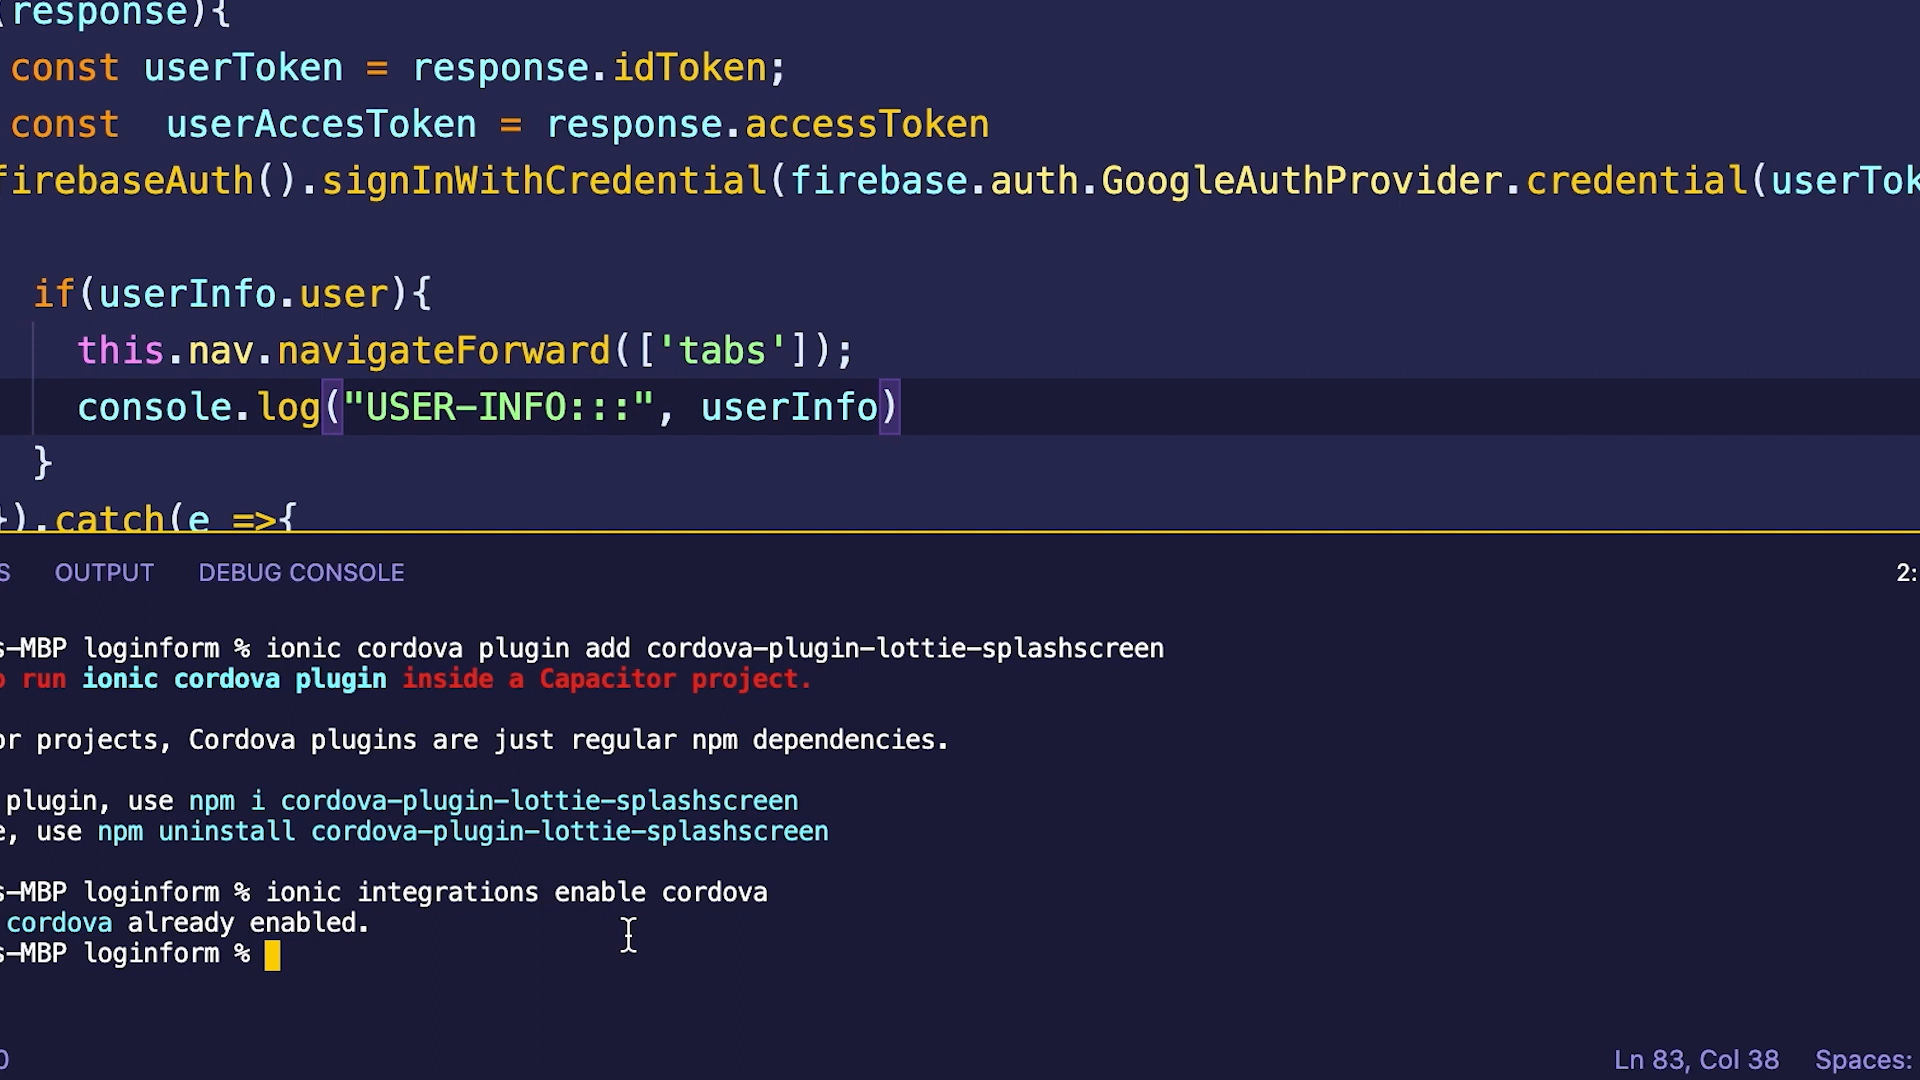 (response){
const userToken = response.idToken;
const userAccesToken = response.accessToken
firebaseAuth().signInWithCredential(firebase.auth.GoogleAuthProvider.credential(userTok
if(userInfo.user){
this.nav.navigateForward(['tabs']);
console.log("USER-INFO:::", userInfo)
}
}).catch(e =>{
S OUTPUT DEBUG CONSOLE 2:
s-MBP loginform % ionic cordova plugin add cordova-plugin-lottie-splashscreen
o run ionic cordova plugin inside a Capacitor project.
or projects, Cordova plugins are just regular npm dependencies.
plugin, use npm i cordova-plugin-lottie-splashscreen
e, use npm uninstall cordova-plugin-lottie-splashscreen
s-MBP loginform % ionic integrations enable cordova
cordova already enabled.
s-MBP loginform %
0 Ln 83, Col 38 Spaces: